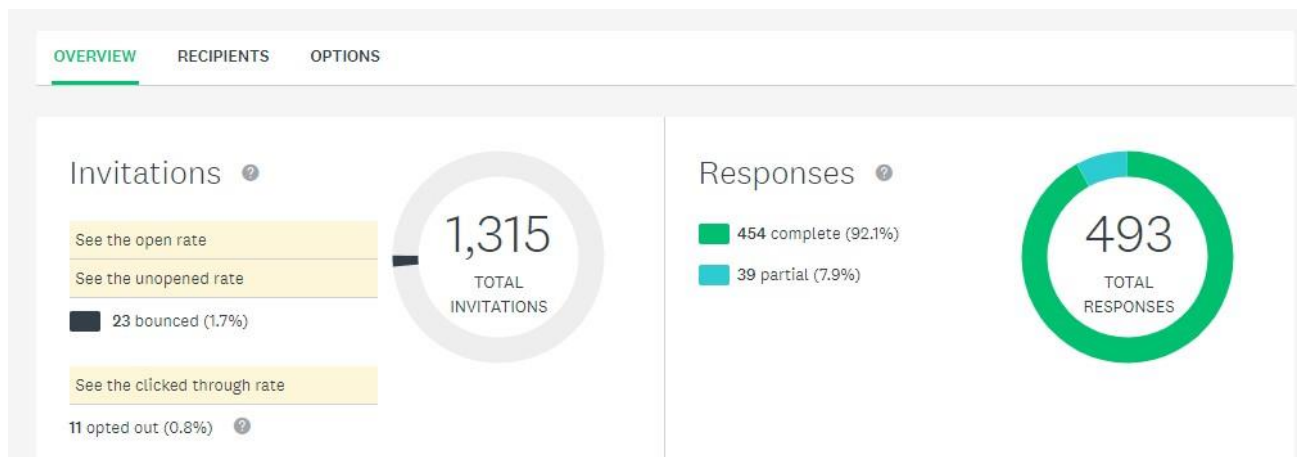 OVERVIEW RECIPIENTS OPTIONS
Invitations
See the open rate
See the unopened rate
23 bounced (1.7%)
See the clicked through rate
11 opted out (0.8%)
1,315
TOTAL
INVITATIONS
Responses
454 complete (92.1%)
39 partial (7.9%)
493
TOTAL
RESPONSES